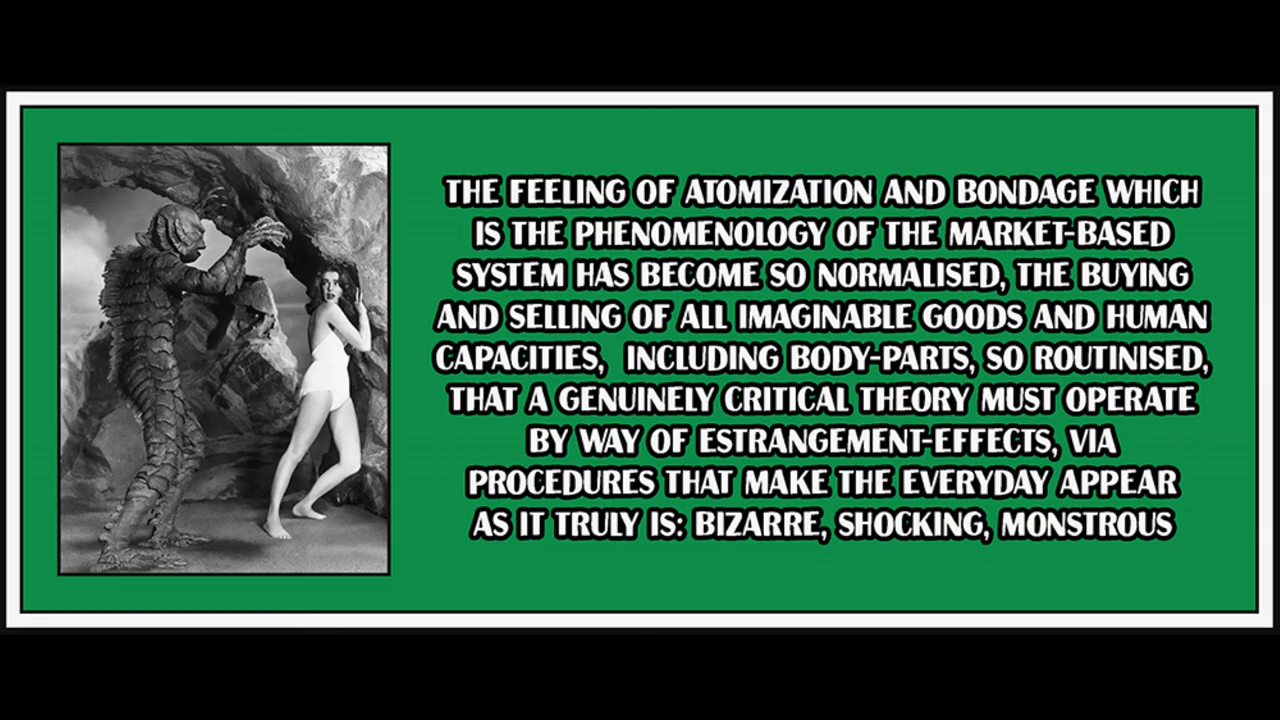 THE FEELING OF ATOMIZATION AND BONDAGE WHICH
IS THE PHENOMENOLOGY OF THE MARKET-BASED
SYSTEM HAS BECOME SO NORMALISED, THE BUYING
AND SELLING OF ALL IMAGINABLE GOODS AND HUMAN
CAPACITIES,  INCLUDING BODY-PARTS, SO ROUTINISED,
THAT A GENUINELY CRITICAL THEORY MUST OPERATE
BY WAY OF ESTRANGEMENT-EFFECTS, VIA
PROCEDURES THAT MAKE THE EVERYDAY APPEAR
AS IT TRULY IS: BIZARRE, SHOCKING, MONSTROUS